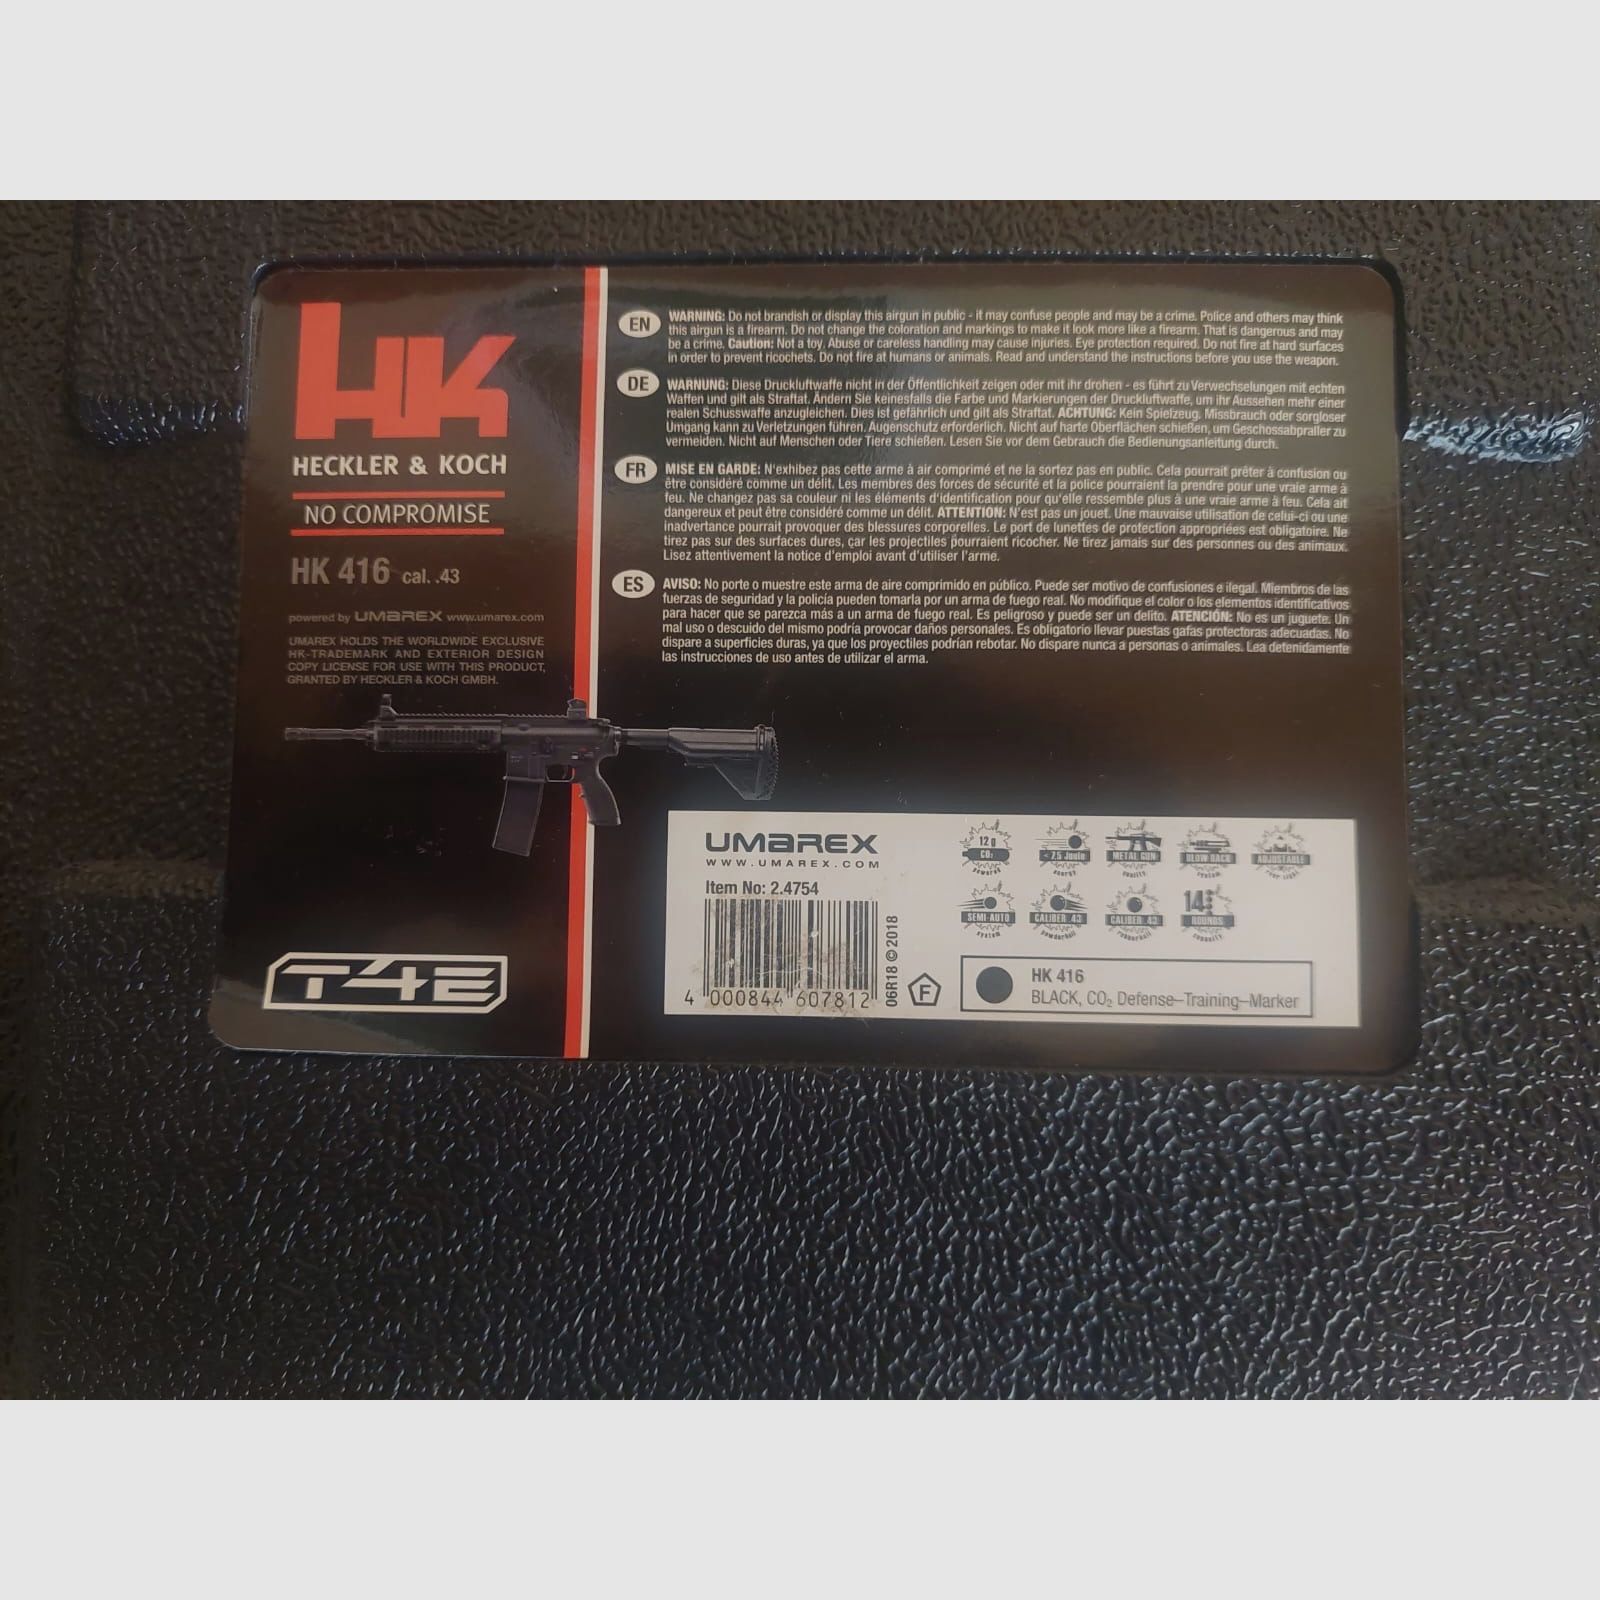 HK
HECKLER & KOCH
NO COMPROMISE
HK 416 cal. .43
powered by UMAREX www.umarex.com
UMAREX HOLDS THE WORLDWIDE EXCLUSIVE
HK-TRADEMARK AND EXTERIOR DESIGN
COPY LICENSE FOR USE WITH THIS PRODUCT,
GRANTED BY HECKLER & KOCH GMBH.
T4E
EN
WARNING: Do not brandish or display this airgun in public - it may confuse people and may be a crime. Police and others may think
this airgun is a firearm. Do not change the coloration and markings to make it look more like a firearm. That is dangerous and may
be a crime. Caution: Not a toy. Abuse or careless handling may cause injuries. Eye protection required. Do not fire at hard surfaces
in order to prevent ricochets. Do not fire at humans or animals. Read and understand the instructions before you use the weapon.
DE
WARNUNG: Diese Druckluftwaffe nicht in der Öffentlichkeit zeigen oder mit ihr drohen - es führt zu Verwechselungen mit echten
Waffen und gilt als Straftat. Ändern Sie keinesfalls die Farbe und Markierungen der Druckluftwaffe, um ihr Aussehen mehr einer
realen Schusswaffe anzugleichen. Dies ist gefährlich und gilt als Straftat. ACHTUNG: Kein Spielzeug. Missbrauch oder sorgloser
Umgang kann zu Verletzungen führen. Augenschutz erforderlich. Nicht auf harte Oberflächen schießen, um Geschossabpraller zu
vermeiden. Nicht auf Menschen oder Tiere schießen. Lesen Sie vor dem Gebrauch die Bedienungsanleitung durch.
FR
MISE EN GARDE: N'exhibez pas cette arme à air comprimé et ne la sortez pas en public. Cela pourrait prêter à confusion ou
être considéré comme un délit. Les membres des forces de sécurité et la police pourraient la prendre pour une vraie arme à
feu. Ne changez pas sa couleur ni les éléments d'identification pour qu'elle ressemble plus à une vraie arme à feu. Cela ait
dangereux et peut être considéré comme un délit. ATTENTION: N'est pas un jouet. Une mauvaise utilisation de celui-ci ou une
inadvertance pourrait provoquer des blessures corporelles. Le port de lunettes de protection appropriées est obligatoire. Ne
tirez pas sur des surfaces dures, çar les projectiles pourraient ricocher. Ne tirez jamais sur des personnes ou des animaux.
Lisez attentivement la notice d'emploi avant d'utiliser l'arme.
ES
AVISO: No porte o muestre este arma de aire comprimido en público. Puede ser motivo de confusiones e ilegal. Miembros de las
fuerzas de seguridad y la policía pueden tomarla por un arma de fuego real. No modifique el color o los elementos identificativos
para hacer que se parezca más a un arma de fuego real. Es peligroso y puede ser un delito. ATENCIÓN: No es un juguete. Un
mal uso o descuido del mismo podría provocar daños personales. Es obligatorio llevar puestas gafas protectoras adecuadas. No
dispare a superficies duras, ya que los proyectiles podrían rebotar. No dispare nunca a personas o animales. Lea detenidamente
las instrucciones de uso antes de utilizar el arma.
UMAREX
WWW.UMAREX.COM
Item No: 2.4754
4 000844 607812
06R18 © 2018
F
12 g CO₂ powered
< 7,5 Joule energy
METAL GUN quality
BLOW BACK system
ADJUSTABLE rear sight
SEMI-AUTO system
CALIBER .43 powderball
CALIBER .43 rubberball
14 ROUNDS capacity
HK 416
BLACK, CO₂ Defense–Training–Marker